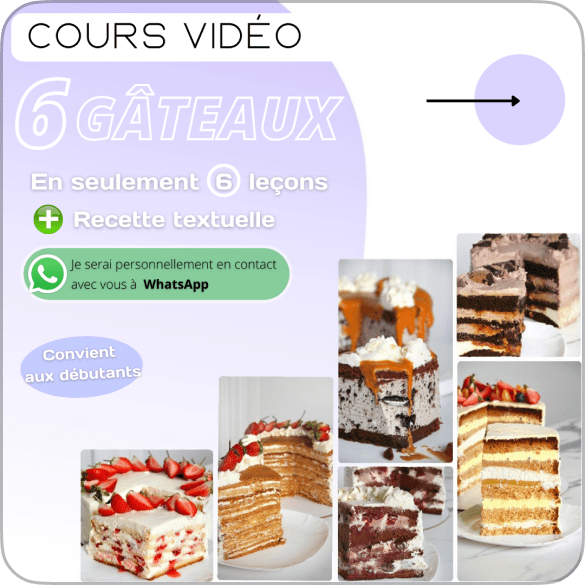 COURS VIDÉO
6 GÂTEAUX
En seulement 6 leçons
Recette textuelle
Je serai personnellement en contact
avec vous à WhatsApp
Convient
aux débutants